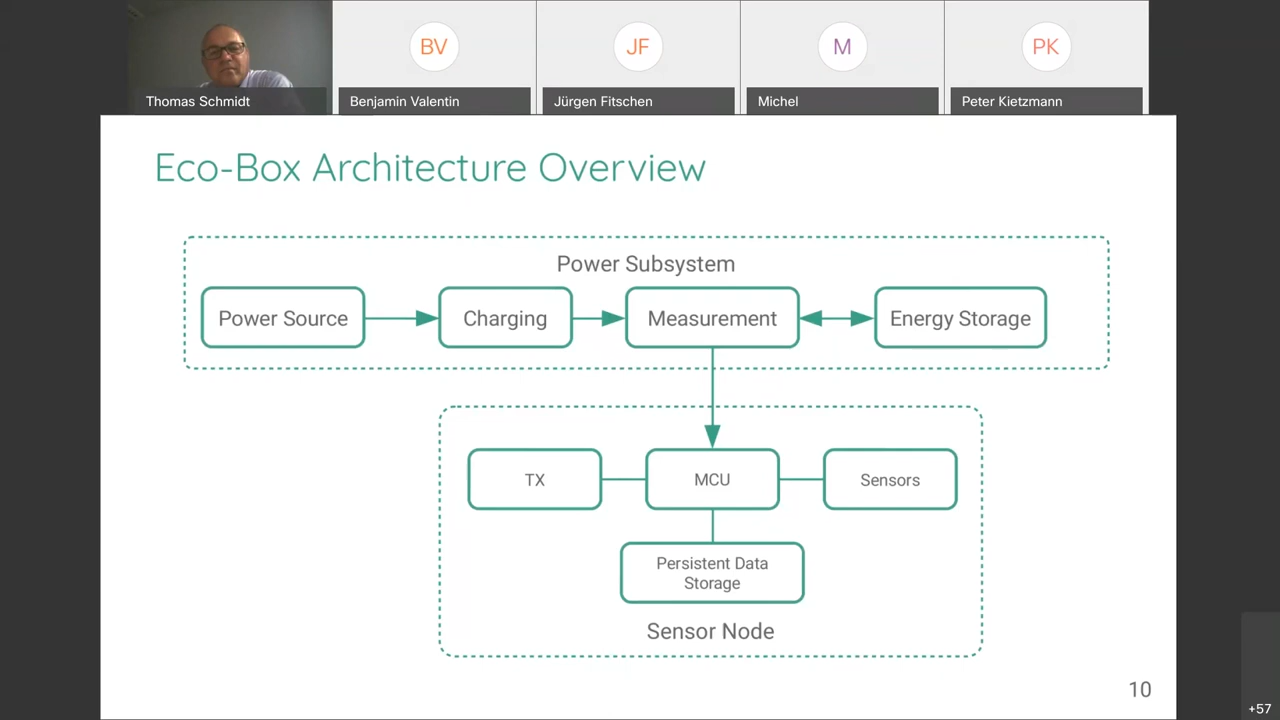 BV
JF
M
PK
Thomas Schmidt
Benjamin Valentin
Jürgen Fitschen
Michel
Peter Kietzmann
Eco-Box Architecture Overview
Power Subsystem
Power Source
Charging
Measurement
Energy Storage
TX
MCU
Sensors
Persistent Data
Storage
Sensor Node
10
+57